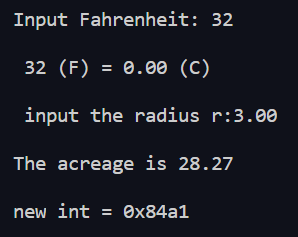 Input Fahrenheit: 32
32 (F) = 0.00 (C)
input the radius r:3.00
The acreage is 28.27
new int = 0x84a1